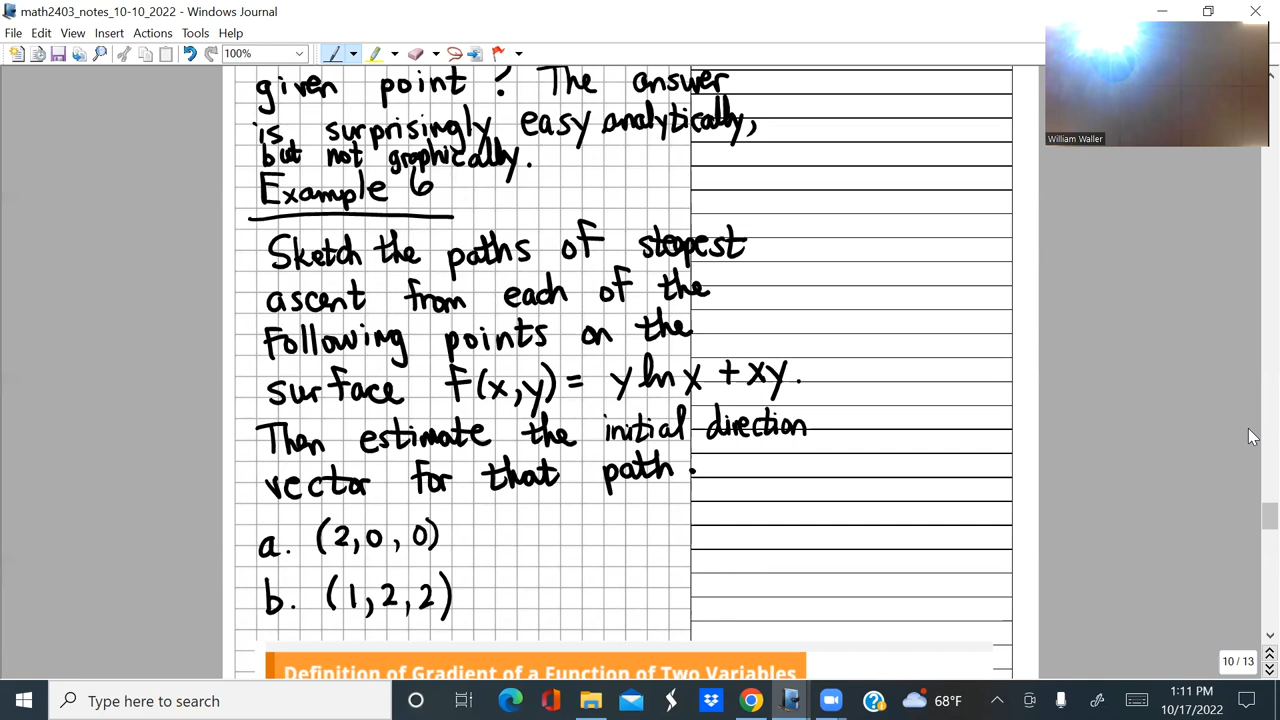 math2403_notes_10-10_2022 - Windows Journal
File Edit View Insert Actions Tools Help
100%
William Waller
given point? The answer
is surprisingly easy analytically,
but not graphically.
Example 6
Sketch the paths of steepest
ascent from each of the
following points on the
surface f(x,y) = y ln x + xy.
Then estimate the initial direction
vector for that path.
a. (2,0,0)
b. (1,2,2)
Definition of Gradient of a Function of Two Variables
10 / 13
Type here to search
68°F
1:11 PM
10/17/2022